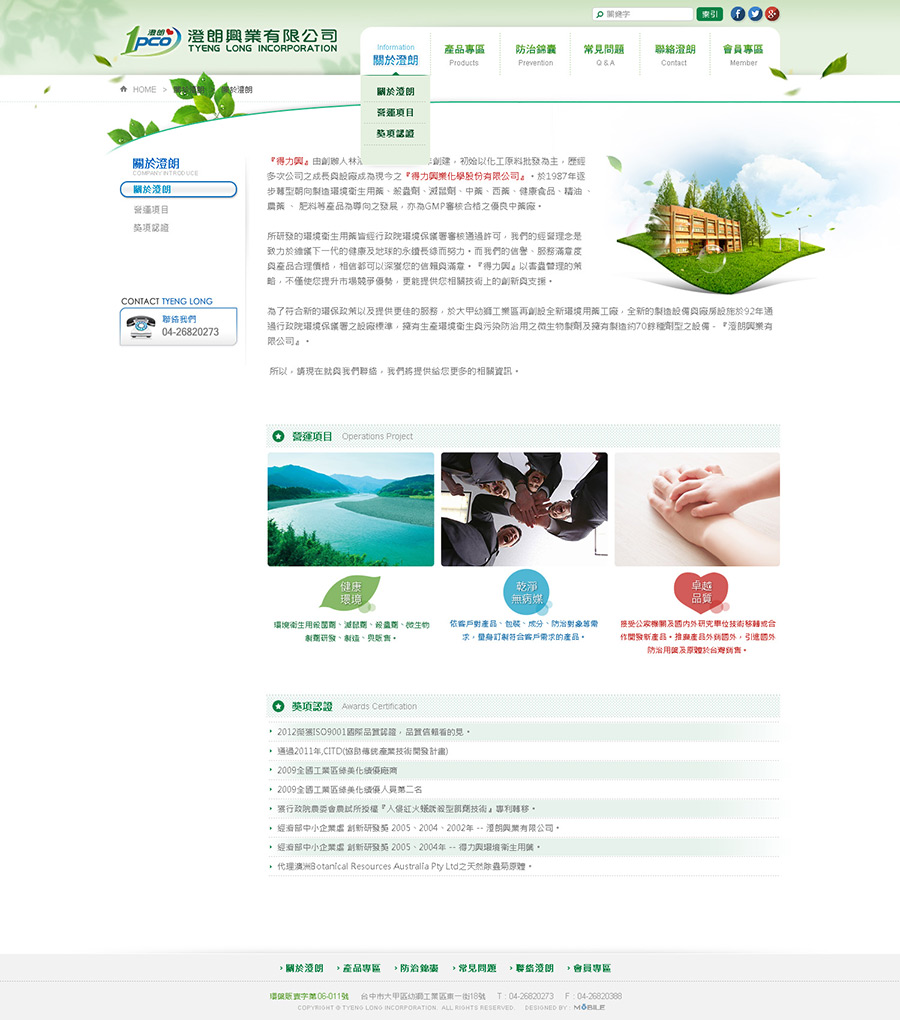 關鍵字 索引
1PCO 澄朗
澄朗興業有限公司
TYENG LONG INCORPORATION
Information
關於澄朗
產品專區
Products
防治錦囊
Prevention
常見問題
Q & A
聯絡澄朗
Contact
會員專區
Member
關於澄朗
營運項目
獎項認證
HOME > 關於澄朗 > 關於澄朗
關於澄朗
COMPANY INTRODUCE
關於澄朗
營運項目
獎項認證
CONTACT TYENG LONG
聯絡我們
04-26820273
『得力興』由創辦人林 創建，初始以化工原料批發為主，歷經
多次公司之成長與設廠成為現今之『得力興業化學股份有限公司』。於1987年逐
步轉型朝向製造環境衛生用藥、殺蟲劑、滅鼠劑、中藥、西藥、健康食品、精油、
農藥 、 肥料等產品為導向之發展，亦為GMP審核合格之優良中藥廠。
所研發的環境衛生用藥皆經行政院環境保護署審核通過許可，我們的經營理念是
致力於維護下一代的健康及地球的永續長綠而努力。而我們的信譽、服務滿意度
與產品合理價格，相信都可以深獲您的信賴與滿意。『得力興』以害蟲管理的策
略，不僅使您提升市場競爭優勢，更能提供您相關技術上的創新與支援。
為了符合新的環保政策以及提供更佳的服務，於大甲幼獅工業區再創設全新環境用藥工廠，全新的製造設備與廠房設施於92年通
過行政院環境保護署之設廠標準，擁有生產環境衛生與污染防治用之微生物製劑及擁有製造約70餘種劑型之設備，『澄朗興業有
限公司』。
所以，請現在就與我們聯絡，我們將提供給您更多的相關資訊。
營運項目 Operations Project
健康
環境
乾淨
無病媒
卓越
品質
環境衛生用殺菌劑、滅鼠劑、殺蟲劑、微生物
製劑研發、製造、與販售。
依客戶對產品、包裝、成分、防治對象等需
求，量身訂製符合客戶需求的產品。
接受公家機關及國內外研究單位技術移轉或合
作開發新產品。推廣產品外銷國外，引進國外
防治用藥及原體於台灣銷售。
獎項認證 Awards Certification
2012榮獲ISO9001國際品質認證，品質信賴看的見。
通過2011年,CITD(協助傳統產業技術開發計畫)
2009全國工業區綠美化績優廠商
2009全國工業區綠美化績優人員第二名
獲行政院農委會農試所授權『入侵紅火蟻誘殺型餌劑技術』專利轉移。
經濟部中小企業處 創新研發獎 2005、2004、2002年 -- 澄朗興業有限公司。
經濟部中小企業處 創新研發獎 2005、2004年 -- 得力興環境衛生用藥。
代理澳洲Botanical Resources Australia Pty Ltd之天然除蟲菊原體。
關於澄朗 產品專區 防治錦囊 常見問題 聯絡澄朗 會員專區
環藥販賣字第06-011號 台中市大甲區幼獅工業區東一街18號 T：04-26820273 F：04-26820388
COPYRIGHT @ TYENG LONG INCORPORATION. ALL RIGHTS RESERVED. DESIGNED BY : MOBILE